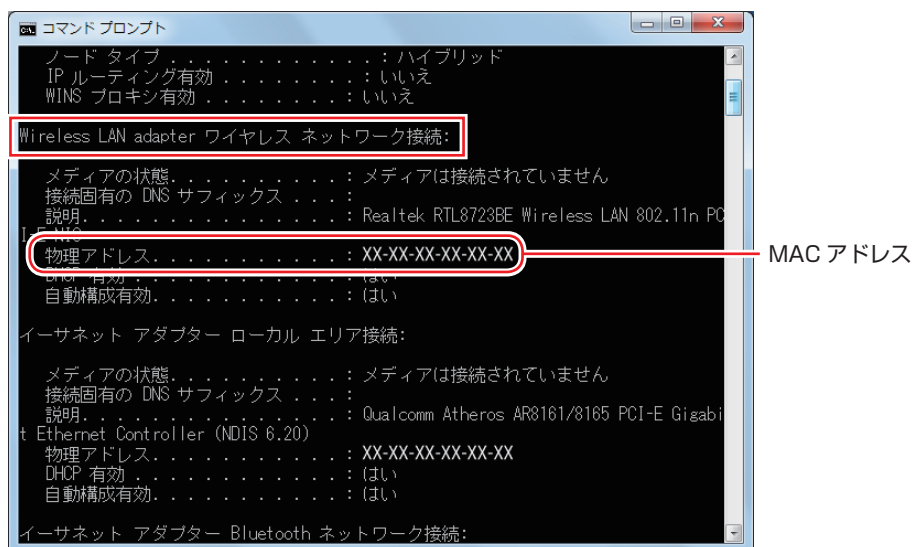 コマンド プロンプト
ノード タイプ . . . . . . . . . . . . : ハイブリッド
IP ルーティング有効 . . . . . . . . : いいえ
WINS プロキシ有効 . . . . . . . . : いいえ
Wireless LAN adapter ワイヤレス ネットワーク接続:
メディアの状態. . . . . . . . . . . : メディアは接続されていません
接続固有の DNS サフィックス . . . :
説明. . . . . . . . . . . . . . . . : Realtek RTL8723BE Wireless LAN 802.11n PC
I-E NIC
物理アドレス. . . . . . . . . . . . : XX-XX-XX-XX-XX-XX
MAC アドレス
DHCP 有効 . . . . . . . . . . . . . : はい
自動構成有効. . . . . . . . . . . . : はい
イーサネット アダプター ローカル エリア接続:
メディアの状態. . . . . . . . . . . : メディアは接続されていません
接続固有の DNS サフィックス . . . :
説明. . . . . . . . . . . . . . . . : Qualcomm Atheros AR8161/8165 PCI-E Gigabi
t Ethernet Controller (NDIS 6.20)
物理アドレス. . . . . . . . . . . . : XX-XX-XX-XX-XX-XX
DHCP 有効 . . . . . . . . . . . . . : はい
自動構成有効. . . . . . . . . . . . : はい
イーサネット アダプター Bluetooth ネットワーク接続: